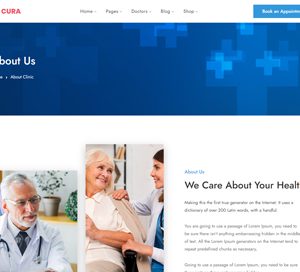 CURA
Home Pages Doctors Blog Shop
Book an Appointm
bout Us
About Clinic
About Us
We Care About Your Healt
Making this the first true generator on the Internet. It uses a
dictionary of over 200 Latin words, with a handful.
You are going to use a passage of Lorem Ipsum, you need to
be sure there isn't anything embarrassing hidden in the middle
of text. All the Lorem Ipsum generators on the Internet tend to
repeat predefined chunks as necessary.
Going to use a passage of Lorem Ipsum, you need to be sure